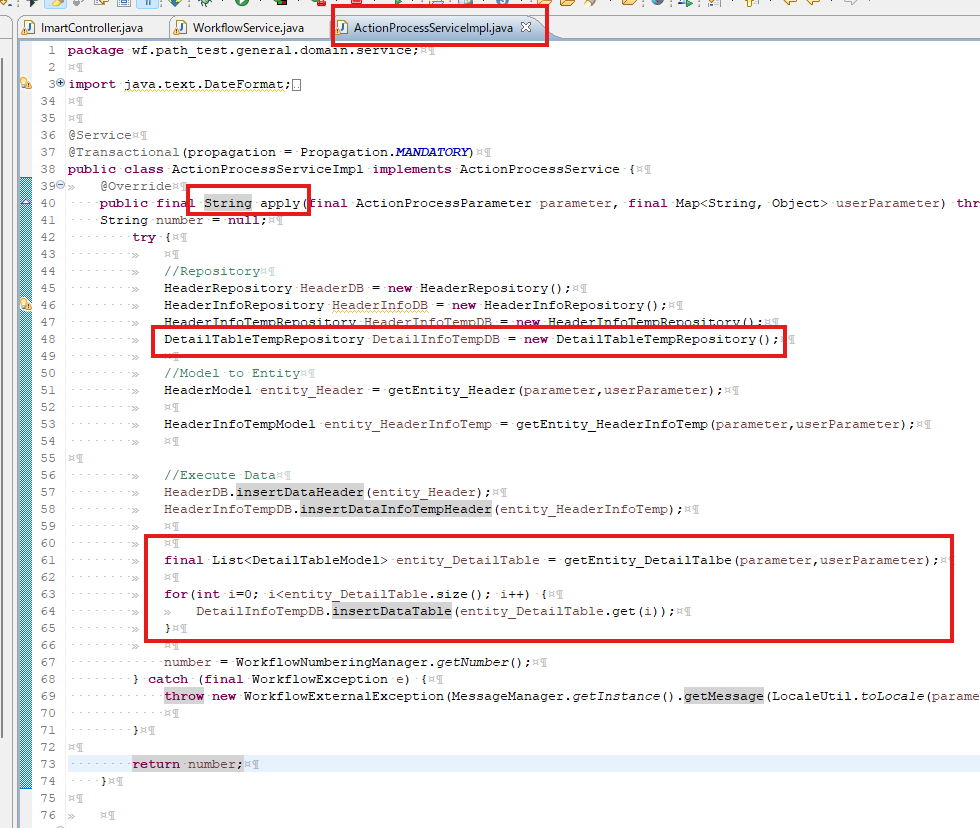 ImartController.java WorkflowService.java ActionProcessServiceImpl.java
1 package wf.path_test.general.domain.service;
2
3 import java.text.DateFormat;
34
35
36 @Service
37 @Transactional(propagation = Propagation.MANDATORY)
38 public class ActionProcessServiceImpl implements ActionProcessService {
39 @Override
40 public final String apply(final ActionProcessParameter parameter, final Map<String, Object> userParameter) thr
41 String number = null;
42 try {
43
44 //Repository
45 HeaderRepository HeaderDB = new HeaderRepository();
46 HeaderInfoRepository HeaderInfoDB = new HeaderInfoRepository();
47 HeaderInfoTempRepository HeaderInfoTempDB = new HeaderInfoTempRepository();
48 DetailTableTempRepository DetailInfoTempDB = new DetailTableTempRepository();
49
50 //Model to Entity
51 HeaderModel entity_Header = getEntity_Header(parameter,userParameter);
52
53 HeaderInfoTempModel entity_HeaderInfoTemp = getEntity_HeaderInfoTemp(parameter,userParameter);
54
55
56 //Execute Data
57 HeaderDB.insertDataHeader(entity_Header);
58 HeaderInfoTempDB.insertDataInfoTempHeader(entity_HeaderInfoTemp);
59
60
61 final List<DetailTableModel> entity_DetailTable = getEntity_DetailTalbe(parameter,userParameter);
62
63 for(int i=0; i<entity_DetailTable.size(); i++) {
64 DetailInfoTempDB.insertDataTable(entity_DetailTable.get(i));
65 }
66
67 number = WorkflowNumberingManager.getNumber();
68 } catch (final WorkflowException e) {
69 throw new WorkflowExternalException(MessageManager.getInstance().getMessage(LocaleUtil.toLocale(parame
70
71 }
72
73 return number;
74 }
75
76